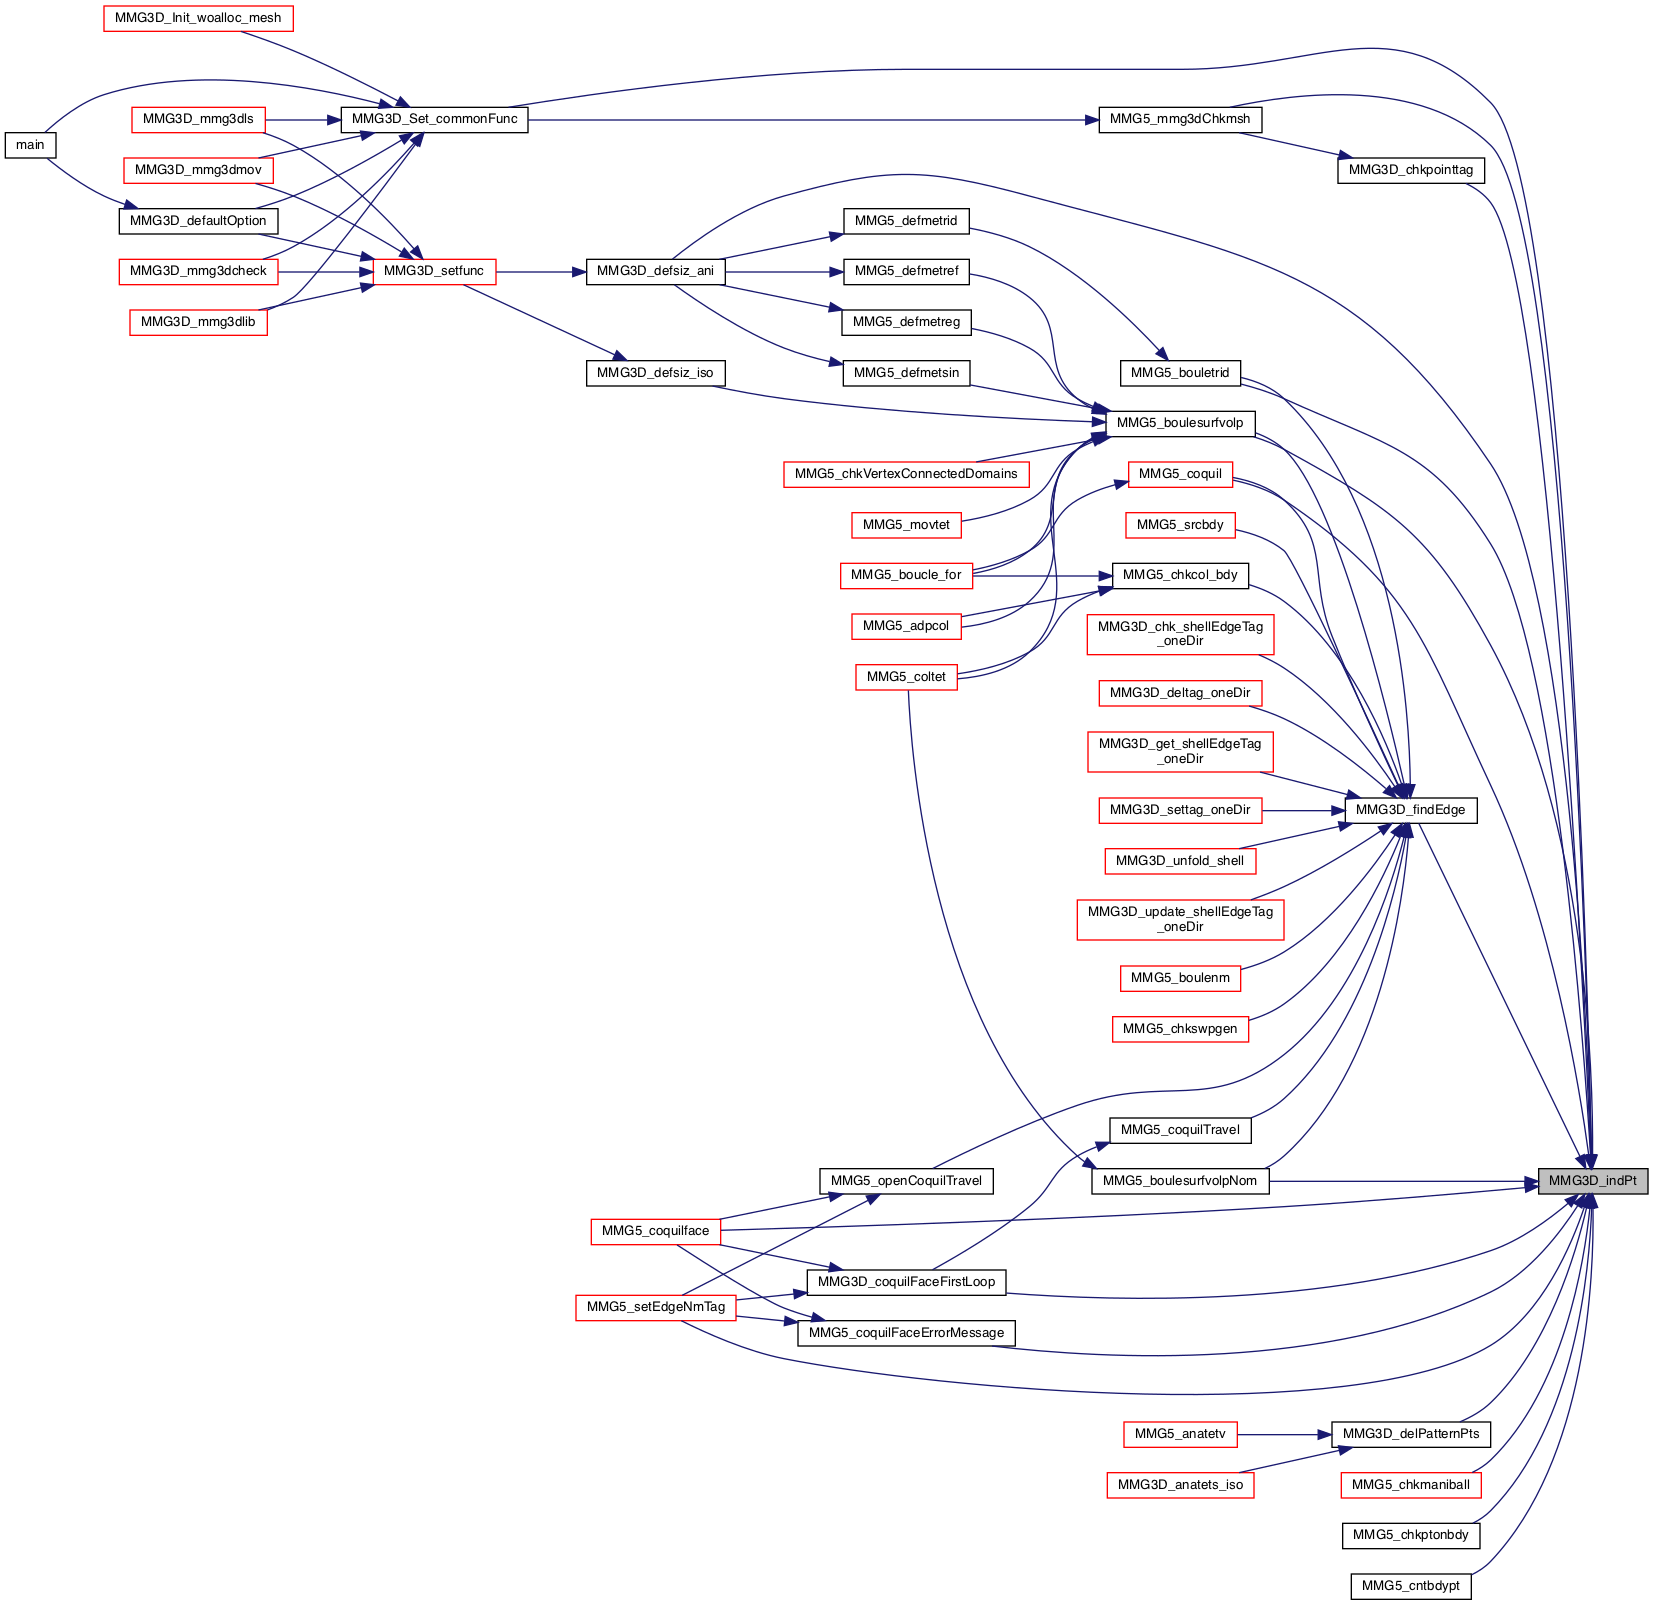 MMG3D_Init_woalloc_mesh
main
MMG3D_mmg3dls
MMG3D_mmg3dmov
MMG3D_defaultOption
MMG3D_mmg3dcheck
MMG3D_mmg3dlib
MMG3D_Set_commonFunc
MMG3D_setfunc
MMG3D_defsiz_ani
MMG3D_defsiz_iso
MMG5_defmetrid
MMG5_defmetref
MMG5_defmetreg
MMG5_defmetsin
MMG5_chkVertexConnectedDomains
MMG5_movtet
MMG5_boucle_for
MMG5_adpcol
MMG5_coltet
MMG5_mmg3dChkmsh
MMG3D_chkpointtag
MMG5_bouletrid
MMG5_boulesurfvolp
MMG5_coquil
MMG5_srcbdy
MMG5_chkcol_bdy
MMG3D_chk_shellEdgeTag
_oneDir
MMG3D_deltag_oneDir
MMG3D_get_shellEdgeTag
_oneDir
MMG3D_settag_oneDir
MMG3D_findEdge
MMG3D_unfold_shell
MMG3D_update_shellEdgeTag
_oneDir
MMG5_boulenm
MMG5_chkswpgen
MMG5_coquilTravel
MMG5_boulesurfvolpNom
MMG3D_indPt
MMG5_openCoquilTravel
MMG5_coquilface
MMG3D_coquilFaceFirstLoop
MMG5_setEdgeNmTag
MMG5_coquilFaceErrorMessage
MMG5_anatetv
MMG3D_delPatternPts
MMG3D_anatets_iso
MMG5_chkmaniball
MMG5_chkptonbdy
MMG5_cntbdypt